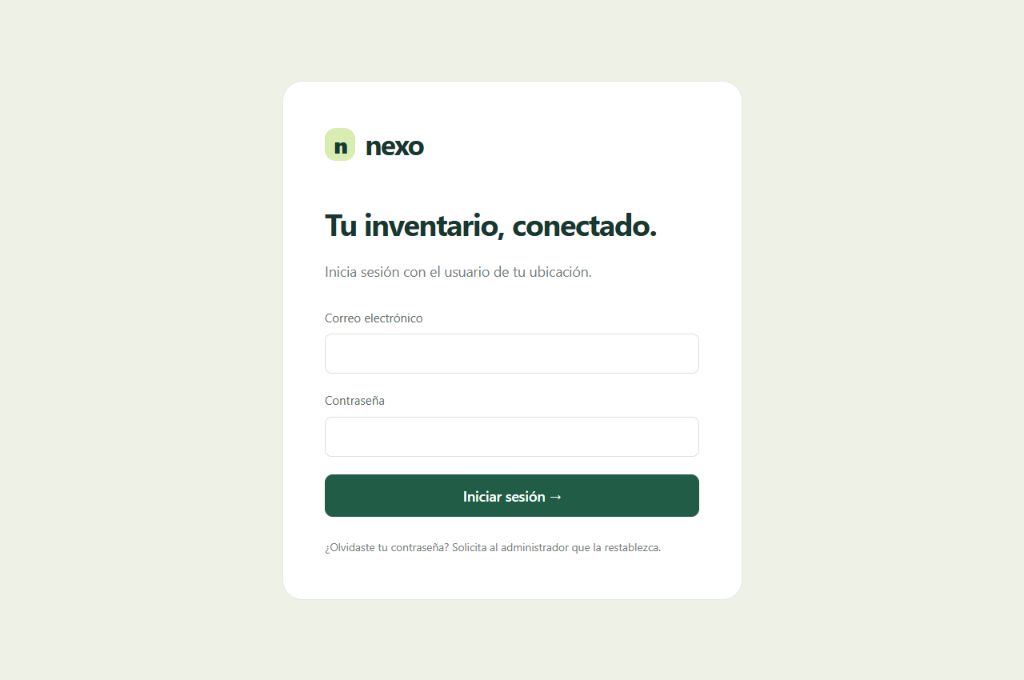 n nexo
Tu inventario, conectado.
Inicia sesión con el usuario de tu ubicación.
Correo electrónico
Contraseña
Iniciar sesión →
¿Olvidaste tu contraseña? Solicita al administrador que la restablezca.